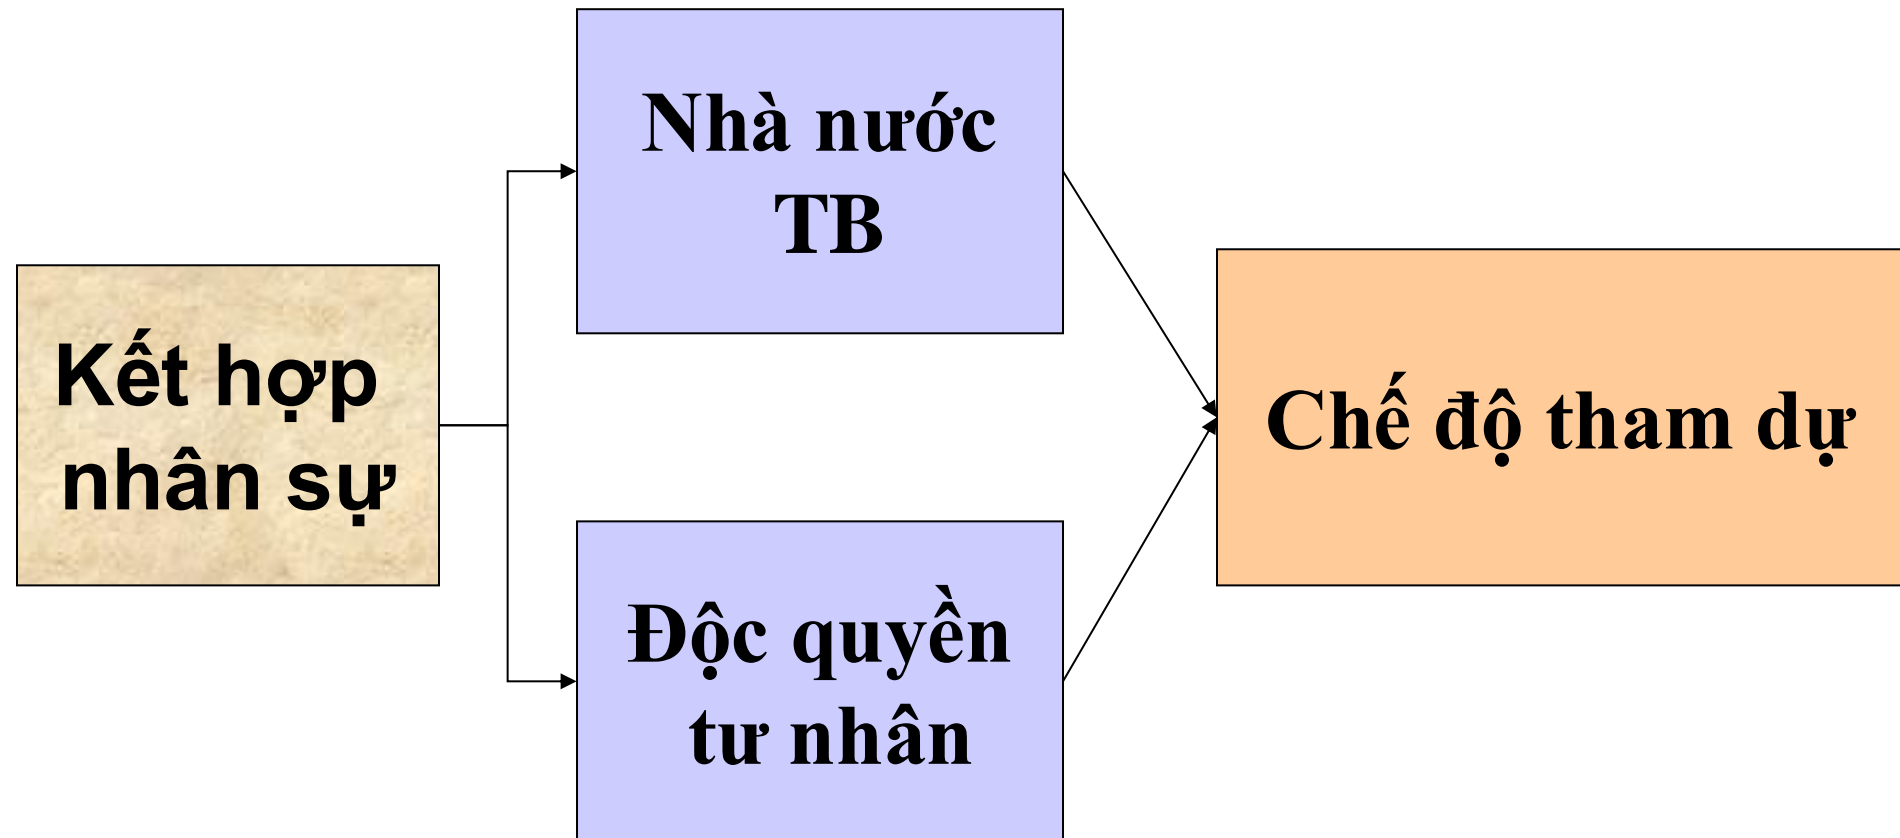 Kết hợp
nhân sự
Nhà nước
TB
Độc quyền
tư nhân
Chế độ tham dự